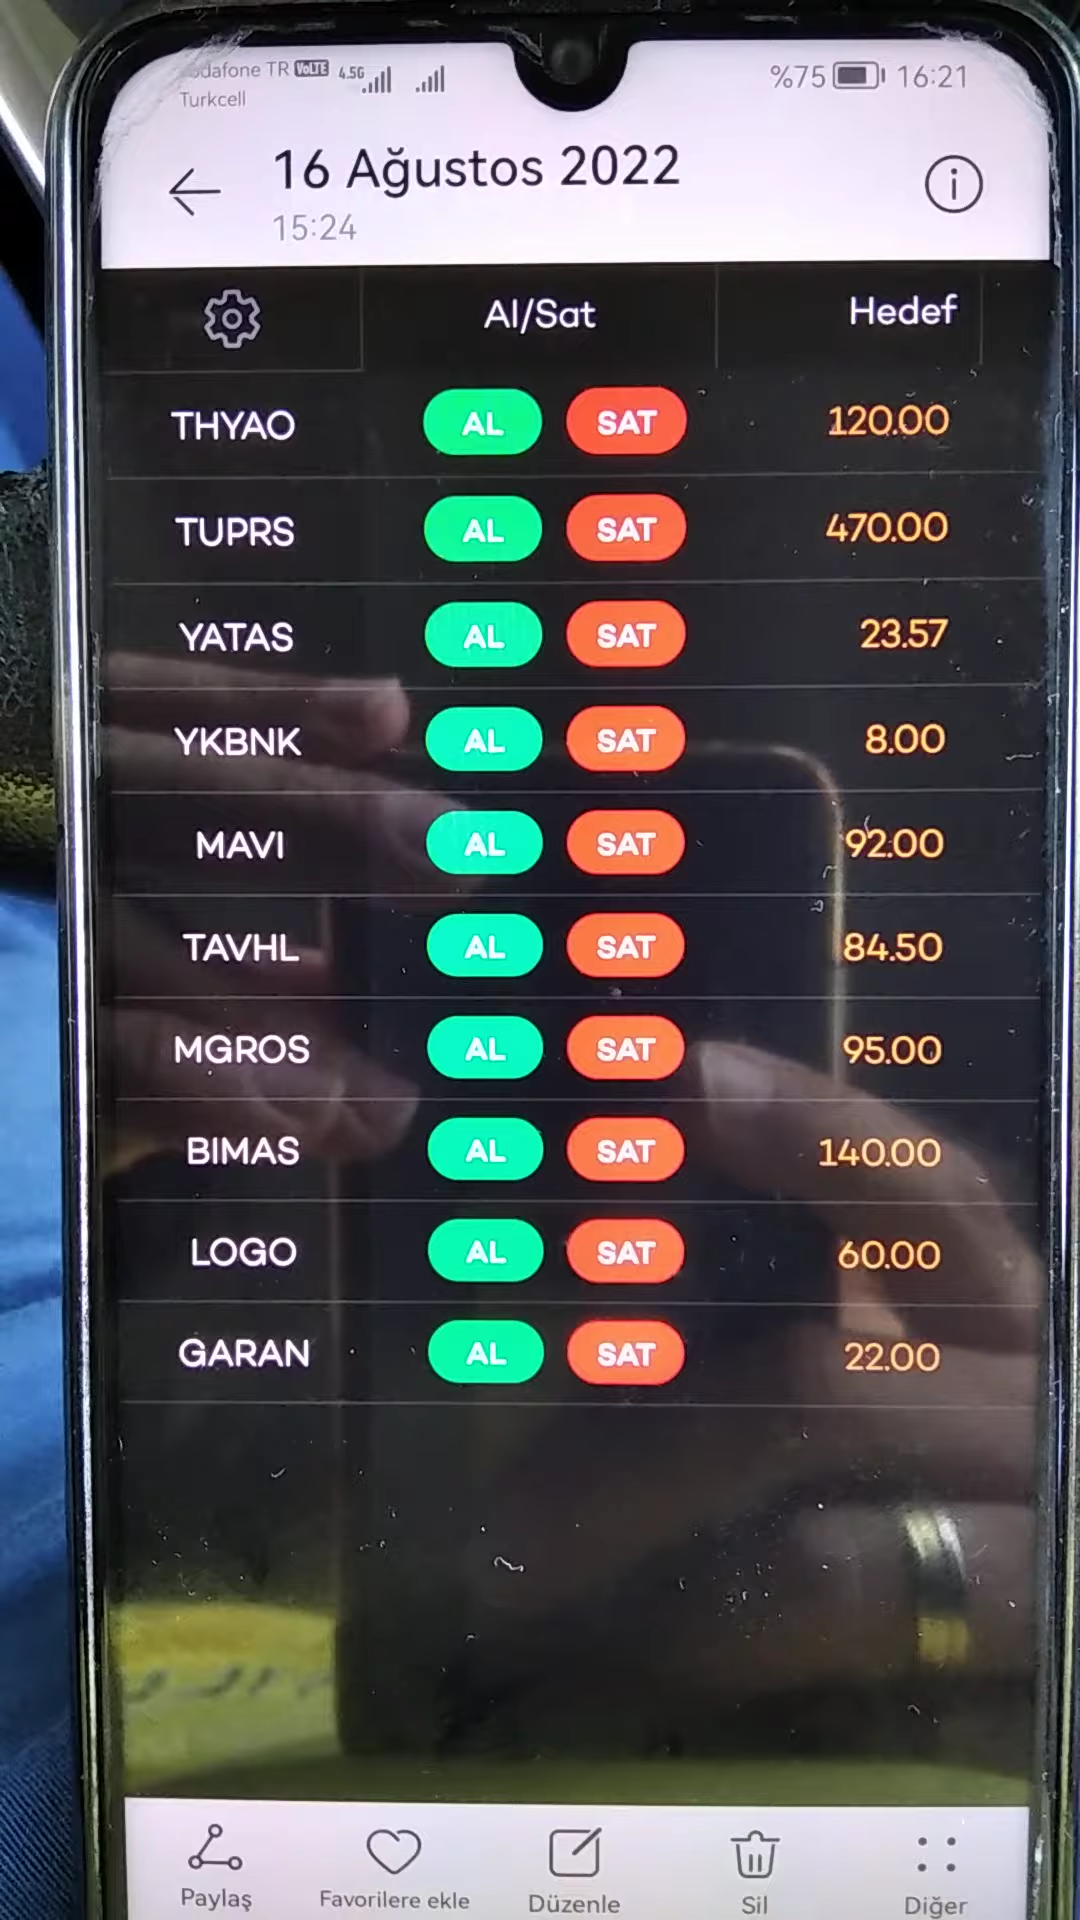 Vodafone TR VoLTE 4.5G %75 16:21
Turkcell
16 Ağustos 2022
15:24
Al/Sat Hedef
THYAO AL SAT 120.00
TUPRS AL SAT 470.00
YATAS AL SAT 23.57
YKBNK AL SAT 8.00
MAVI AL SAT 92.00
TAVHL AL SAT 84.50
MGROS AL SAT 95.00
BIMAS AL SAT 140.00
LOGO AL SAT 60.00
GARAN AL SAT 22.00
Paylaş Favorilere ekle Düzenle Sil Diğer